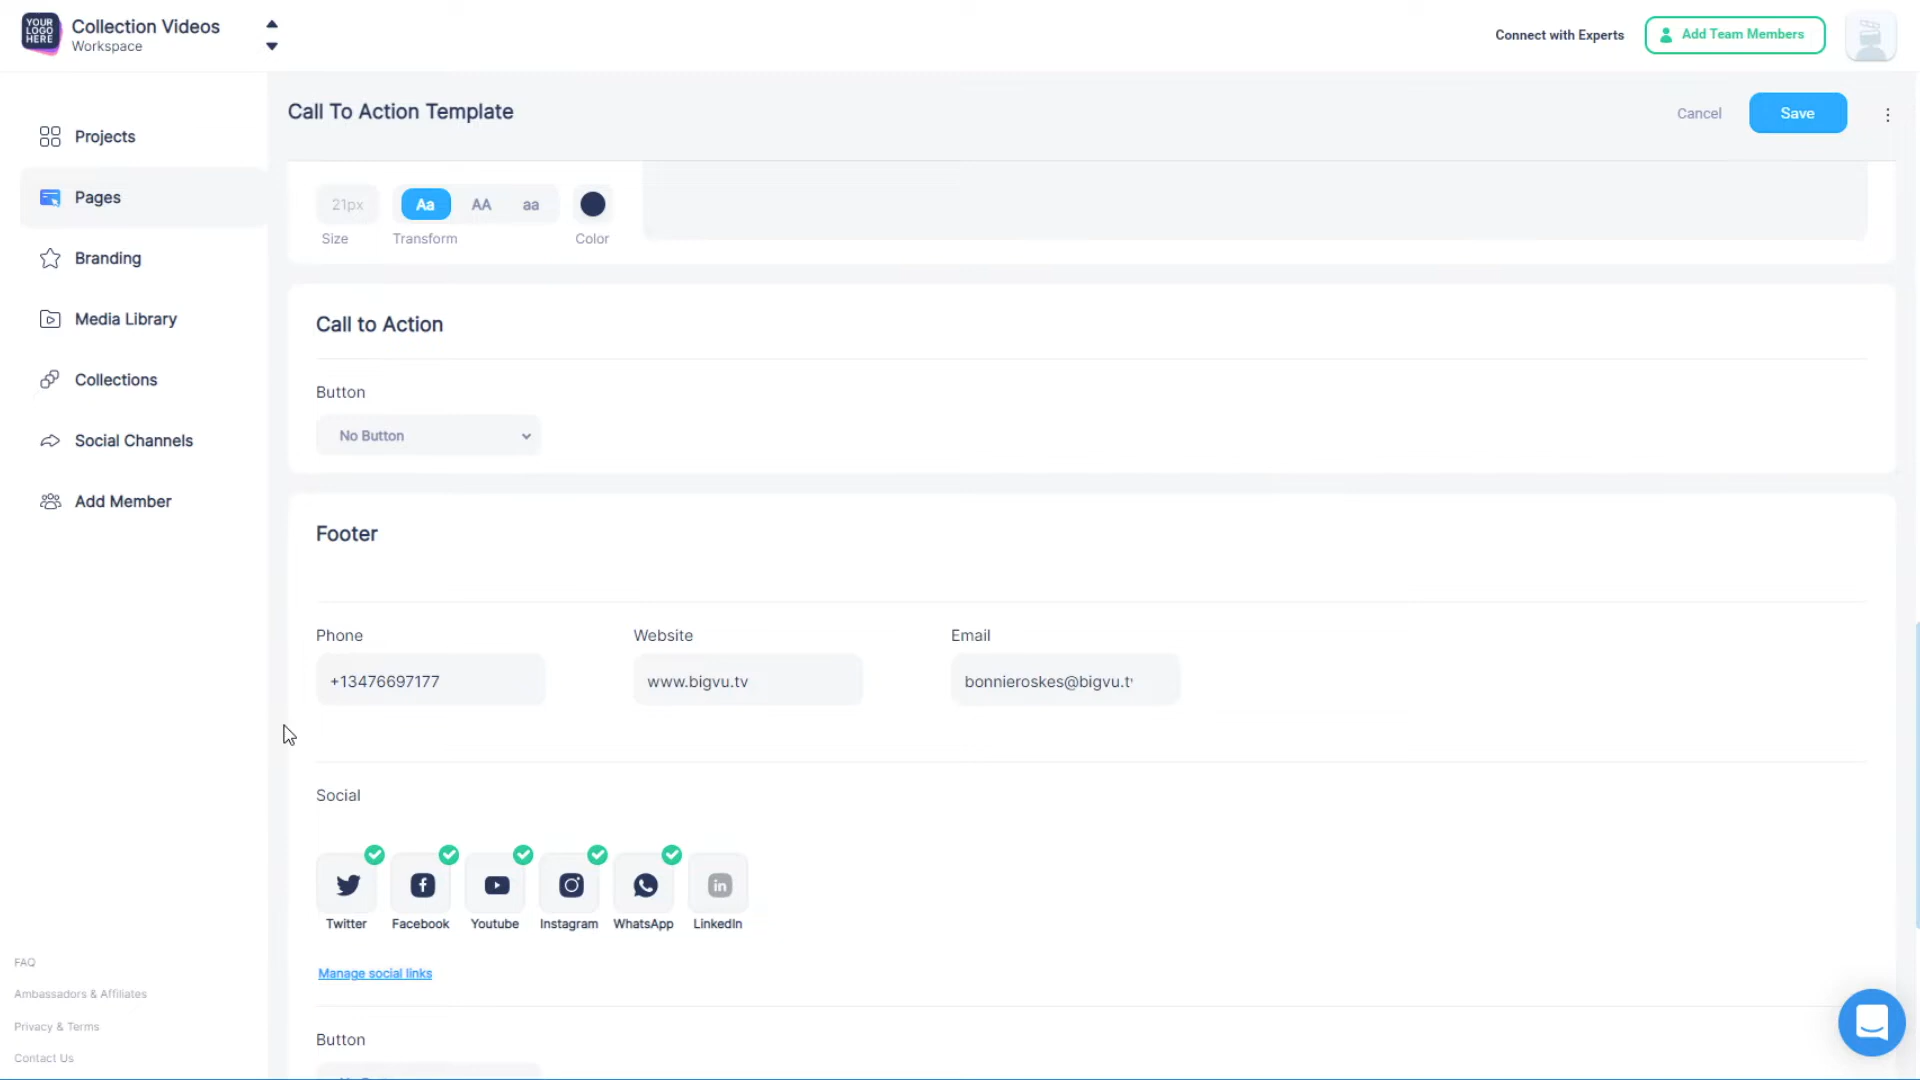 YOUR
LOGO
HERE
Collection Videos
Workspace
Connect with Experts
Add Team Members
Projects
Pages
Branding
Media Library
Collections
Social Channels
Add Member
FAQ
Ambassadors & Affiliates
Privacy & Terms
Contact Us
Call To Action Template
Cancel
Save
21px
Aa
AA
aa
Size
Transform
Color
Call to Action
Button
No Button
Footer
Phone
Website
Email
+13476697177
www.bigvu.tv
bonnieroskes@bigvu.t
Social
in
Twitter
Facebook
Youtube
Instagram
WhatsApp
LinkedIn
Manage social links
Button